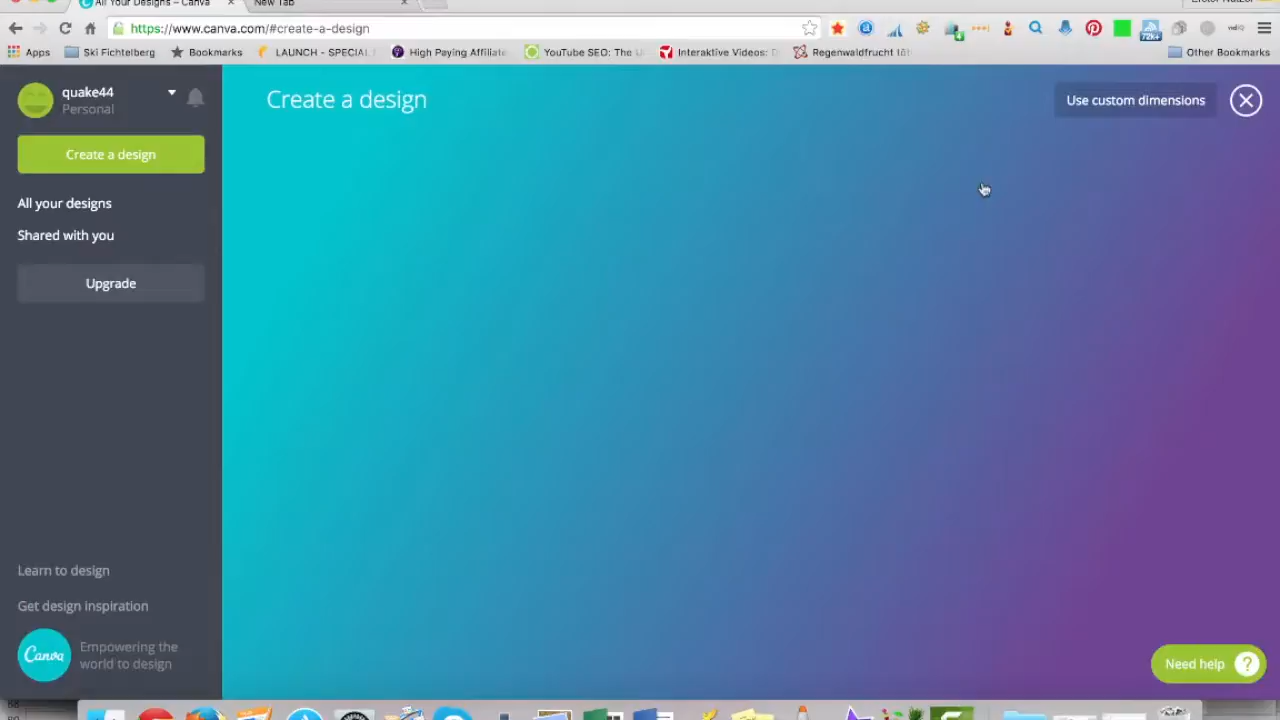 All Your Designs – Canva
New Tab
https://www.canva.com/#create-a-design
Apps
Ski Fichtelberg
Bookmarks
LAUNCH - SPECIAL
High Paying Affiliate
YouTube SEO: The U
Interaktive Videos: D
Regenwaldfrucht töt
Other Bookmarks
72k+
quake44
Personal
Create a design
Use custom dimensions
Create a design
All your designs
Shared with you
Upgrade
Learn to design
Get design inspiration
Canva
Empowering the
world to design
Need help ?